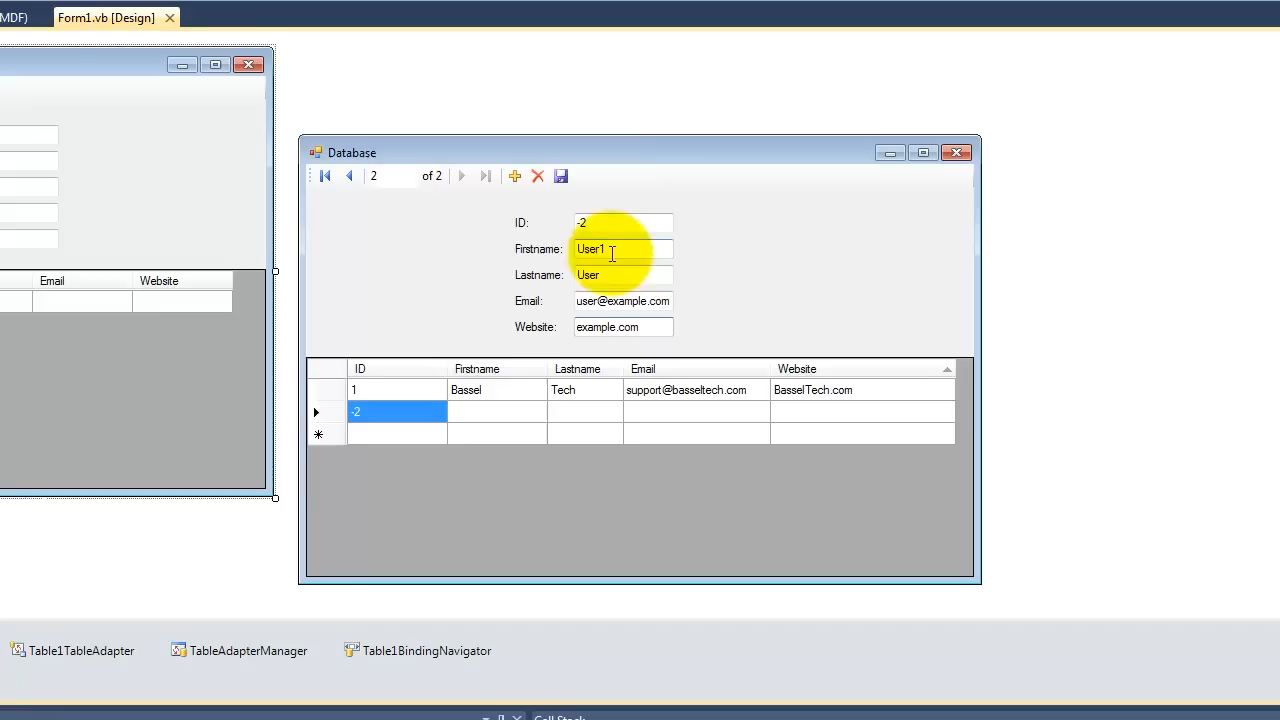 MDF)
Form1.vb [Design]
Database
2 of 2
ID: -2
Firstname: User1
Lastname: User
Email: user@example.com
Website: example.com
Email Website
ID Firstname Lastname Email Website
1 Bassel Tech support@basseltech.com BasselTech.com
-2
Table1TableAdapter TableAdapterManager Table1BindingNavigator
Call Stack